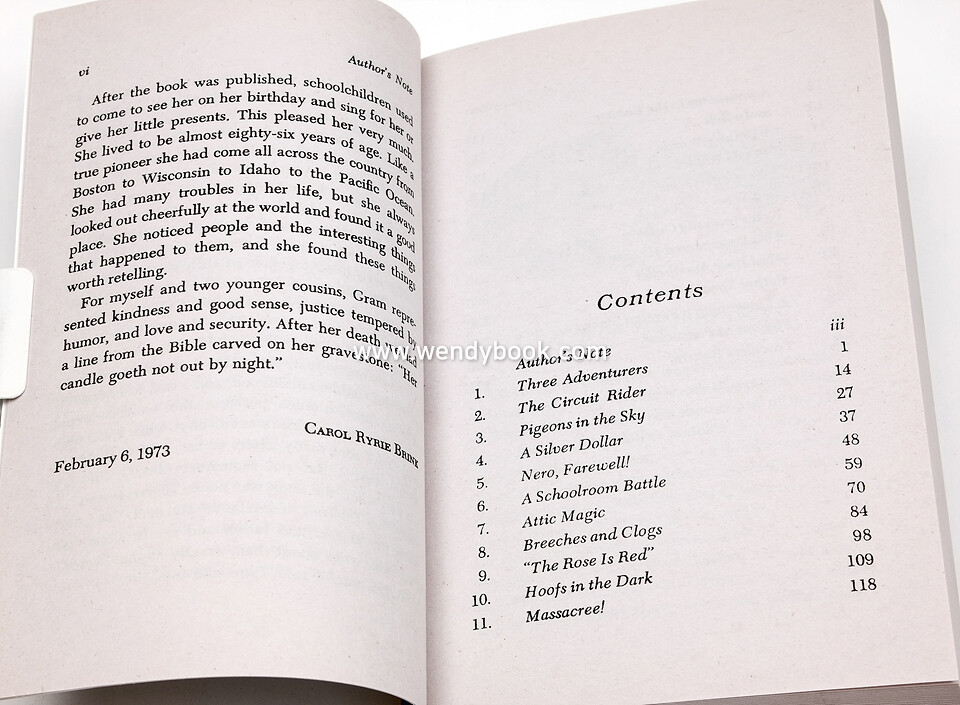 vi
Author's Note
After the book was published, schoolchildren used
to come to see her on her birthday and sing for her or
give her little presents. This pleased her very much.
She lived to be almost eighty-six years of age. Like a
true pioneer she had come all across the country from
Boston to Wisconsin to Idaho to the Pacific Ocean.
She had many troubles in her life, but she always
looked out cheerfully at the world and found it a good
place. She noticed people and the interesting things
that happened to them, and she found these things
worth retelling.
For myself and two younger cousins, Gram repre-
sented kindness and good sense, justice tempered by
humor, and love and security. After her death we had
a line from the Bible carved on her gravestone: "Her
candle goeth not out by night."
CAROL RYRIE BRINK
February 6, 1973
Contents
Author's Note iii
1. Three Adventurers 1
2. The Circuit Rider 14
3. Pigeons in the Sky 27
4. A Silver Dollar 37
5. Nero, Farewell! 48
6. A Schoolroom Battle 59
7. Attic Magic 70
8. Breeches and Clogs 84
9. "The Rose Is Red" 98
10. Hoofs in the Dark 109
11. Massacree! 118
www.wendybook.com